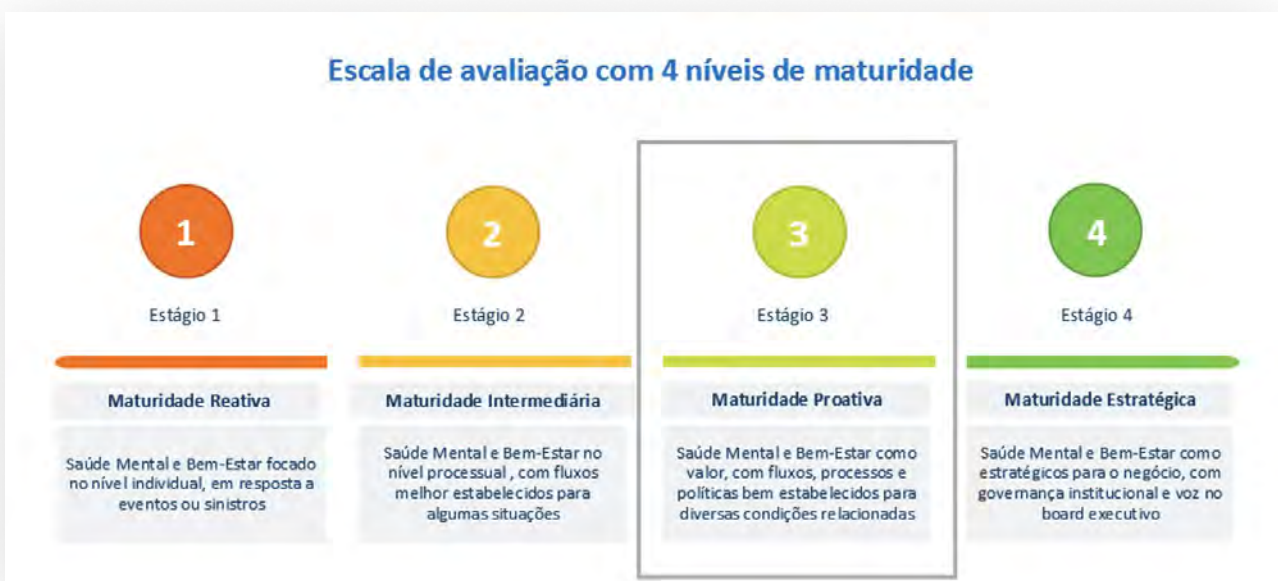 Escala de avaliação com 4 níveis de maturidade
1
2
3
4
Estágio 1
Estágio 2
Estágio 3
Estágio 4
Maturidade Reativa
Maturidade Intermediária
Maturidade Proativa
Maturidade Estratégica
Saúde Mental e Bem-Estar focado
no nível individual, em resposta a
eventos ou sinistros
Saúde Mental e Bem-Estar no
nível processual , com fluxos
melhor estabelecidos para
algumas situações
Saúde Mental e Bem-Estar como
valor, com fluxos, processos e
políticas bem estabelecidos para
diversas condições relacionadas
Saúde Mental e Bem-Estar como
estratégicos para o negócio, com
governança institucional e voz no
board executivo